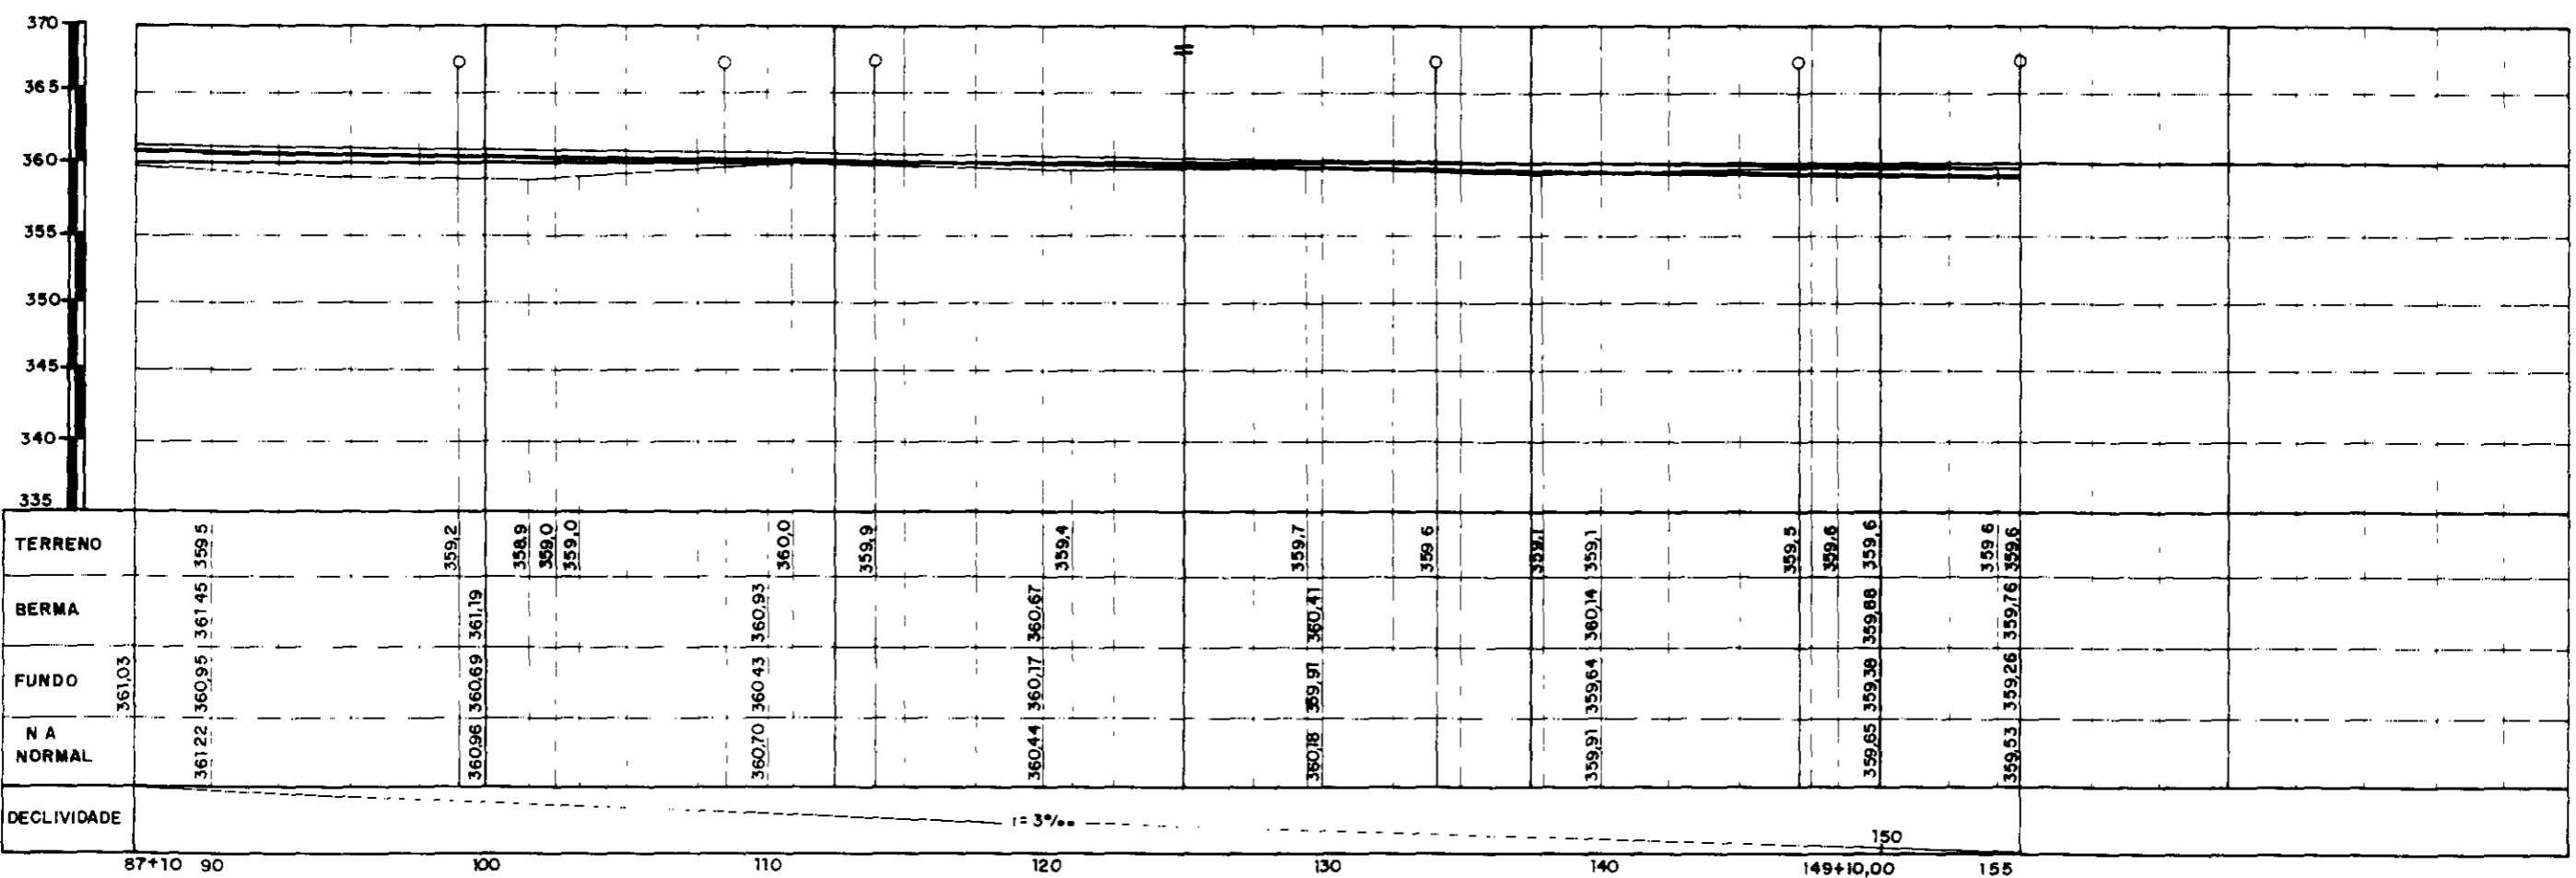 370
365
360
355
350
345
340
335
TERRENO 359 5 359,2 358,9 359,0 359,0 360,0 359,9 359,4 359,7 359 6 359,1 359,1 359,5 359,6 359,6 359 6 359,6
BERMA 361 45 361,19 360,93 360,67 360,41 360,14 359,88 359,76
FUNDO 361,03 360,95 360,69 360 43 360,17 359,91 359,64 359,38 359,26
N A
NORMAL 361 22 360,96 360,70 360,44 360,18 359,91 359,65 359,53
DECLIVIDADE i=3‰ 150
87+10 90 100 110 120 130 140 149+10,00 155